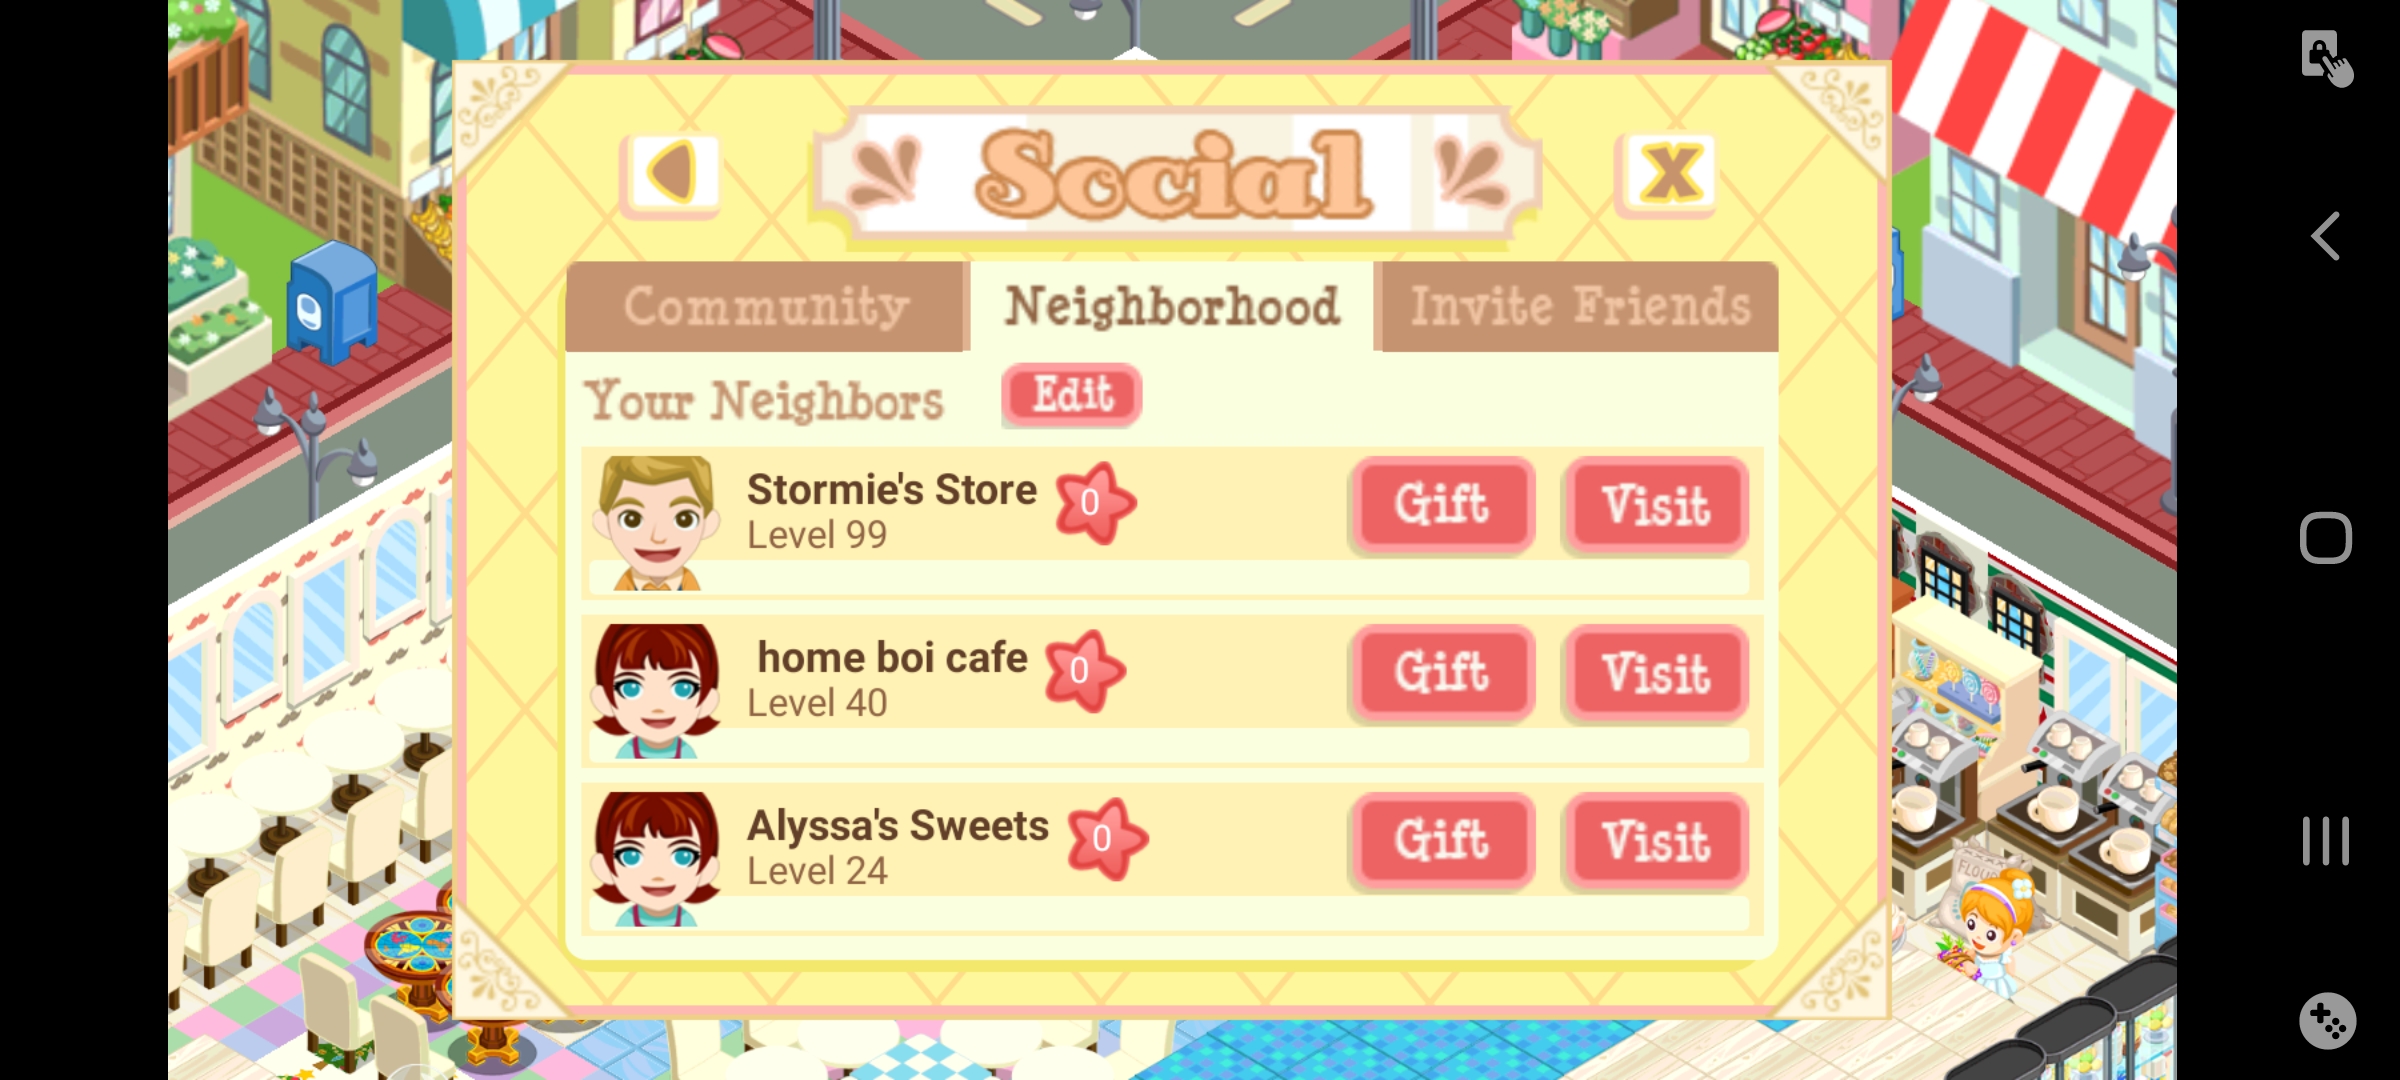 Social
X
Community
Neighborhood
Invite Friends
Your Neighbors
Edit
Stormie's Store
0
Level 99
Gift
Visit
home boi cafe
0
Level 40
Gift
Visit
Alyssa's Sweets
0
Level 24
Gift
Visit
FLOUR